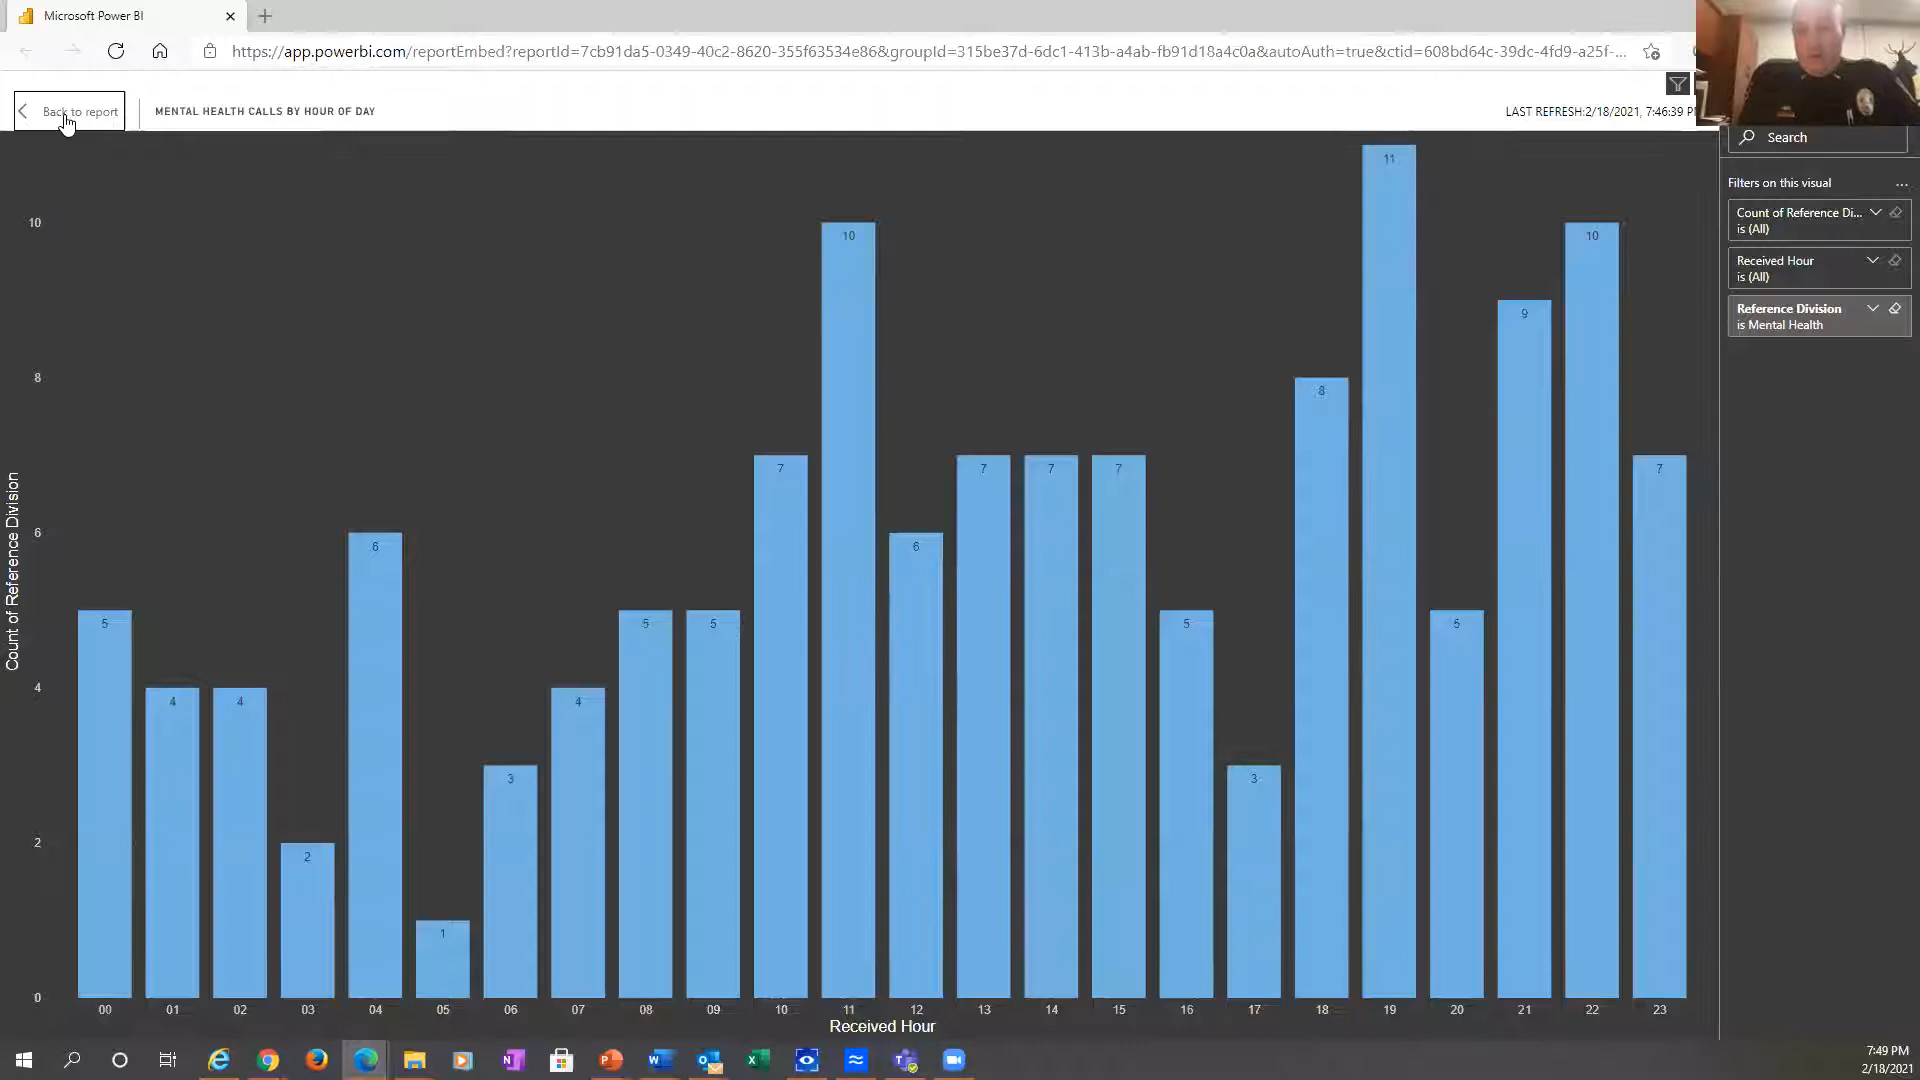 Microsoft Power BI
https://app.powerbi.com/reportEmbed?reportId=7cb91da5-0349-40c2-8620-355f63534e86&groupId=315be37d-6dc1-413b-a4ab-fb91d18a4c0a&autoAuth=true&ctid=608bd64c-39dc-4fd9-a25f-...
Back to report
MENTAL HEALTH CALLS BY HOUR OF DAY
LAST REFRESH:2/18/2021, 7:46:39 P
Search
Filters on this visual
...
Count of Reference Di...
is (All)
Received Hour
is (All)
Reference Division
is Mental Health
Count of Reference Division
10
8
6
4
2
0
5
4
4
2
6
1
3
4
5
5
7
10
6
7
7
7
5
3
8
11
5
9
10
7
00 01 02 03 04 05 06 07 08 09 10 11 12 13 14 15 16 17 18 19 20 21 22 23
Received Hour
7:49 PM
2/18/2021